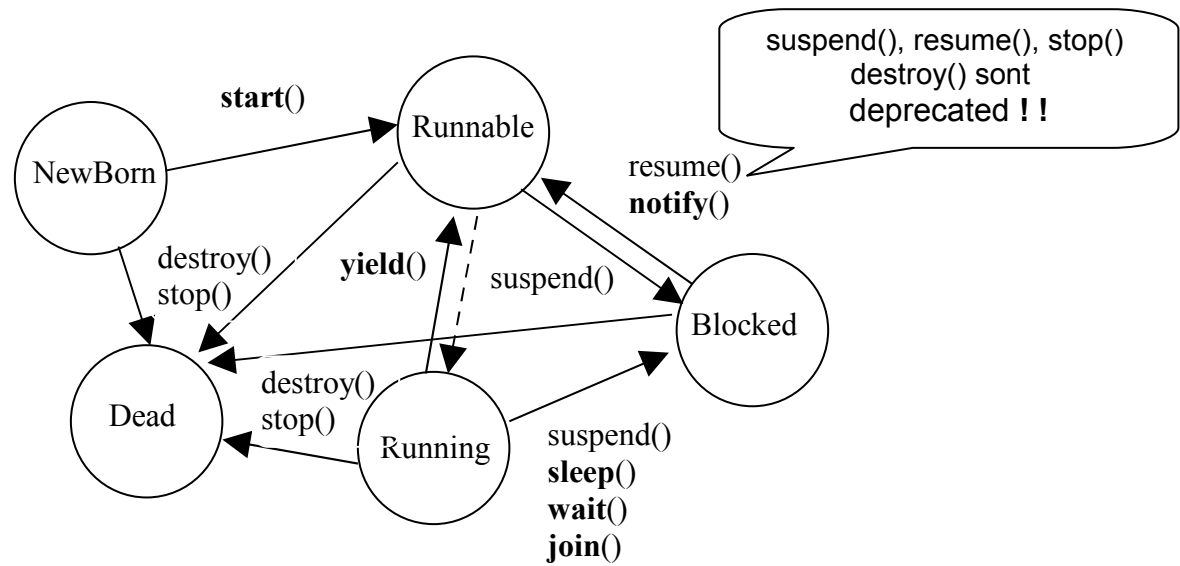 suspend(), resume(), stop()
destroy() sont
deprecated ! !
start()
Runnable
NewBorn
resume()
notify()
destroy()
stop()
yield()
suspend()
Blocked
Dead
destroy()
stop()
Running
suspend()
sleep()
wait()
join()